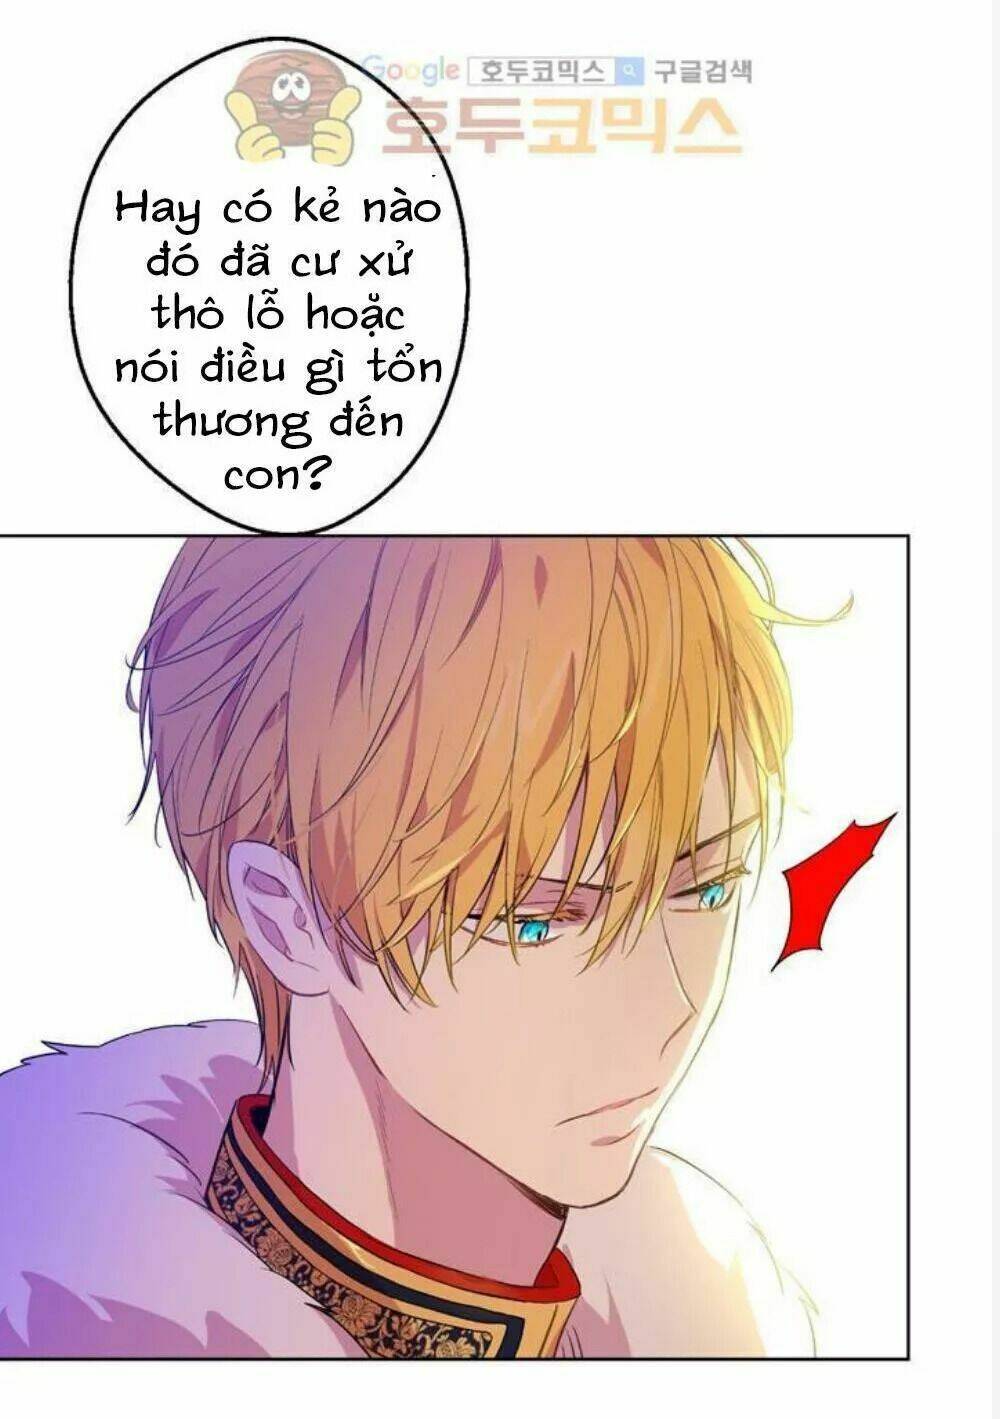 Google 호두코믹스 구글검색
호두코믹스
Hay có kẻ nào
đó đã cư xử
thô lỗ hoặc
nói điều gì tổn
thương đến
con?